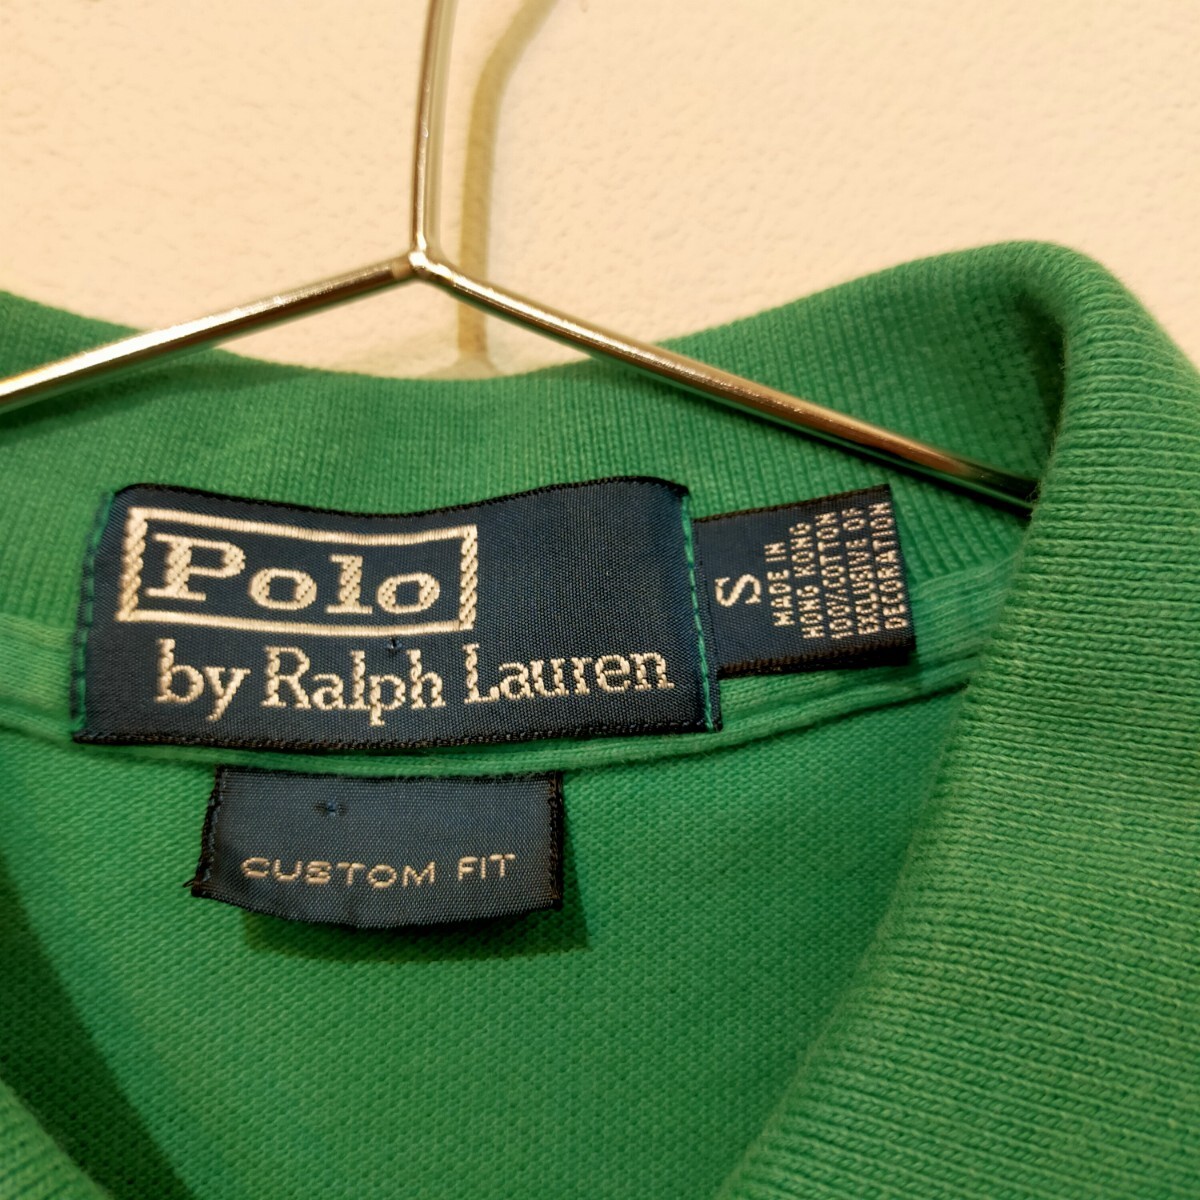 Polo
by Ralph Lauren
S
MADE IN
HONG KONG
100%COTTON
EXCLUSIVE OF
DECORATION
CUSTOM FIT